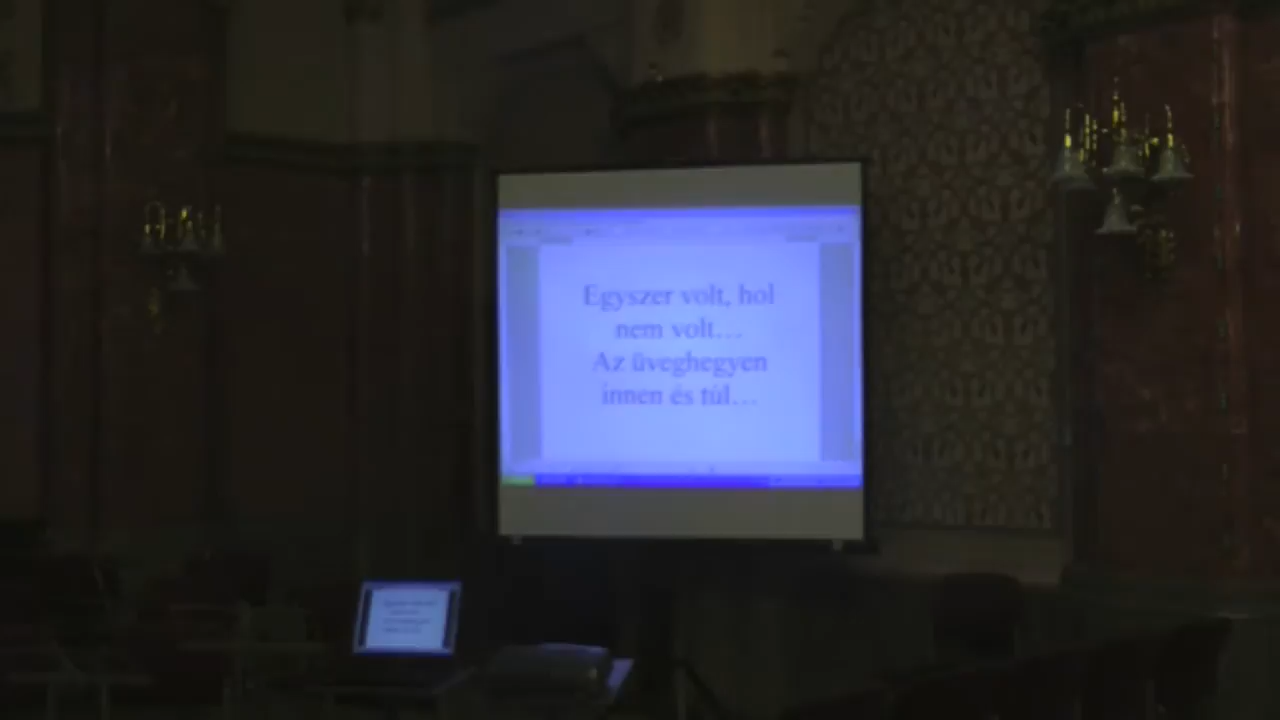 Egyszer volt, hol
nem volt…
Az üveghegyen
innen és túl…